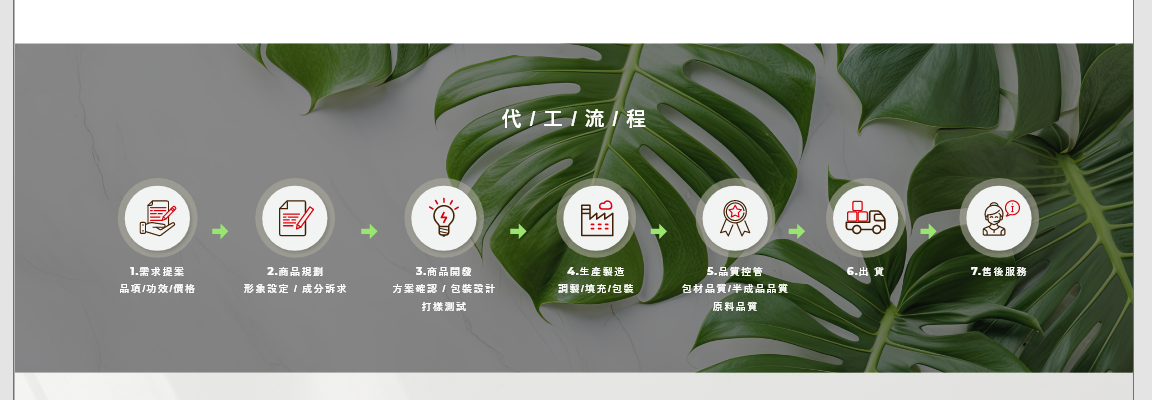 代/工/流/程
1.需求提案
品項/功效/價格
2.商品規劃
形象設定 / 成分訴求
3.商品開發
方案確認 / 包裝設計
打樣測試
4.生產製造
調製/填充/包裝
5.品質控管
包材品質/半成品品質
原料品質
6.出 貨
7.售後服務